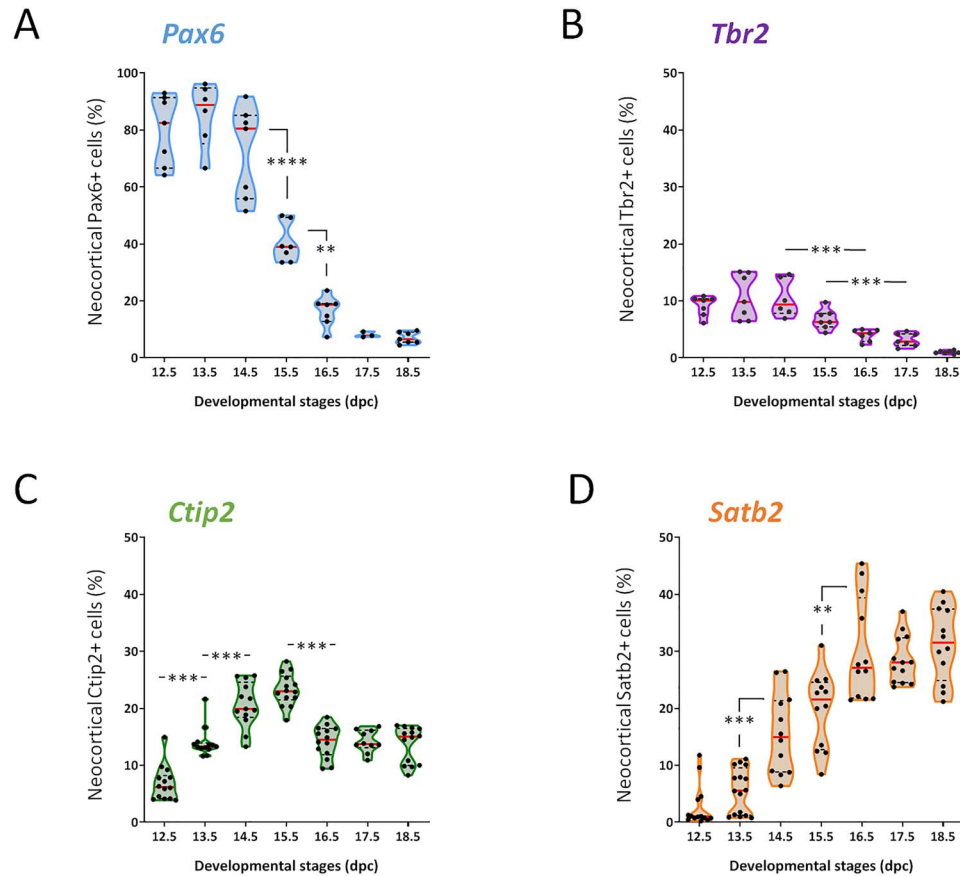 A
Pax6
Neocortical Pax6+ cells (%)
100
80
60
40
20
0
****
**
12.5 13.5 14.5 15.5 16.5 17.5 18.5
Developmental stages (dpc)
B
Tbr2
Neocortical Tbr2+ cells (%)
50
40
30
20
10
0
***
***
12.5 13.5 14.5 15.5 16.5 17.5 18.5
Developmental stages (dpc)
C
Ctip2
Neocortical Ctip2+ cells (%)
50
40
30
20
10
0
***
***
***
12.5 13.5 14.5 15.5 16.5 17.5 18.5
Developmental stages (dpc)
D
Satb2
Neocortical Satb2+ cells (%)
50
40
30
20
10
0
***
**
12.5 13.5 14.5 15.5 16.5 17.5 18.5
Developmental stages (dpc)